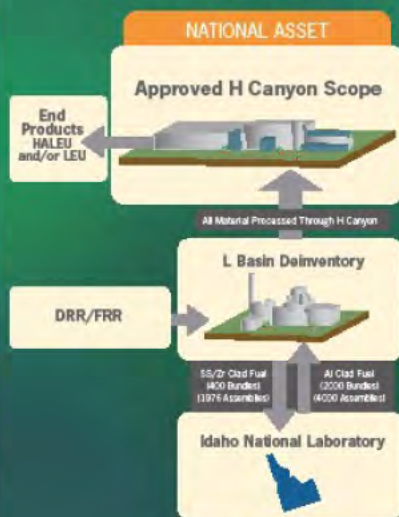 NATIONAL ASSET
Approved H Canyon Scope
End
Products
HALEU
and/or LEU
All Material Processed Through H Canyon
L Basin Deinventory
DRR/FRR
SS/Zr Clad Fuel
(400 Bundles)
(1976 Assemblies)
Al Clad Fuel
(2000 Bundles)
(4000 Assemblies)
Idaho National Laboratory